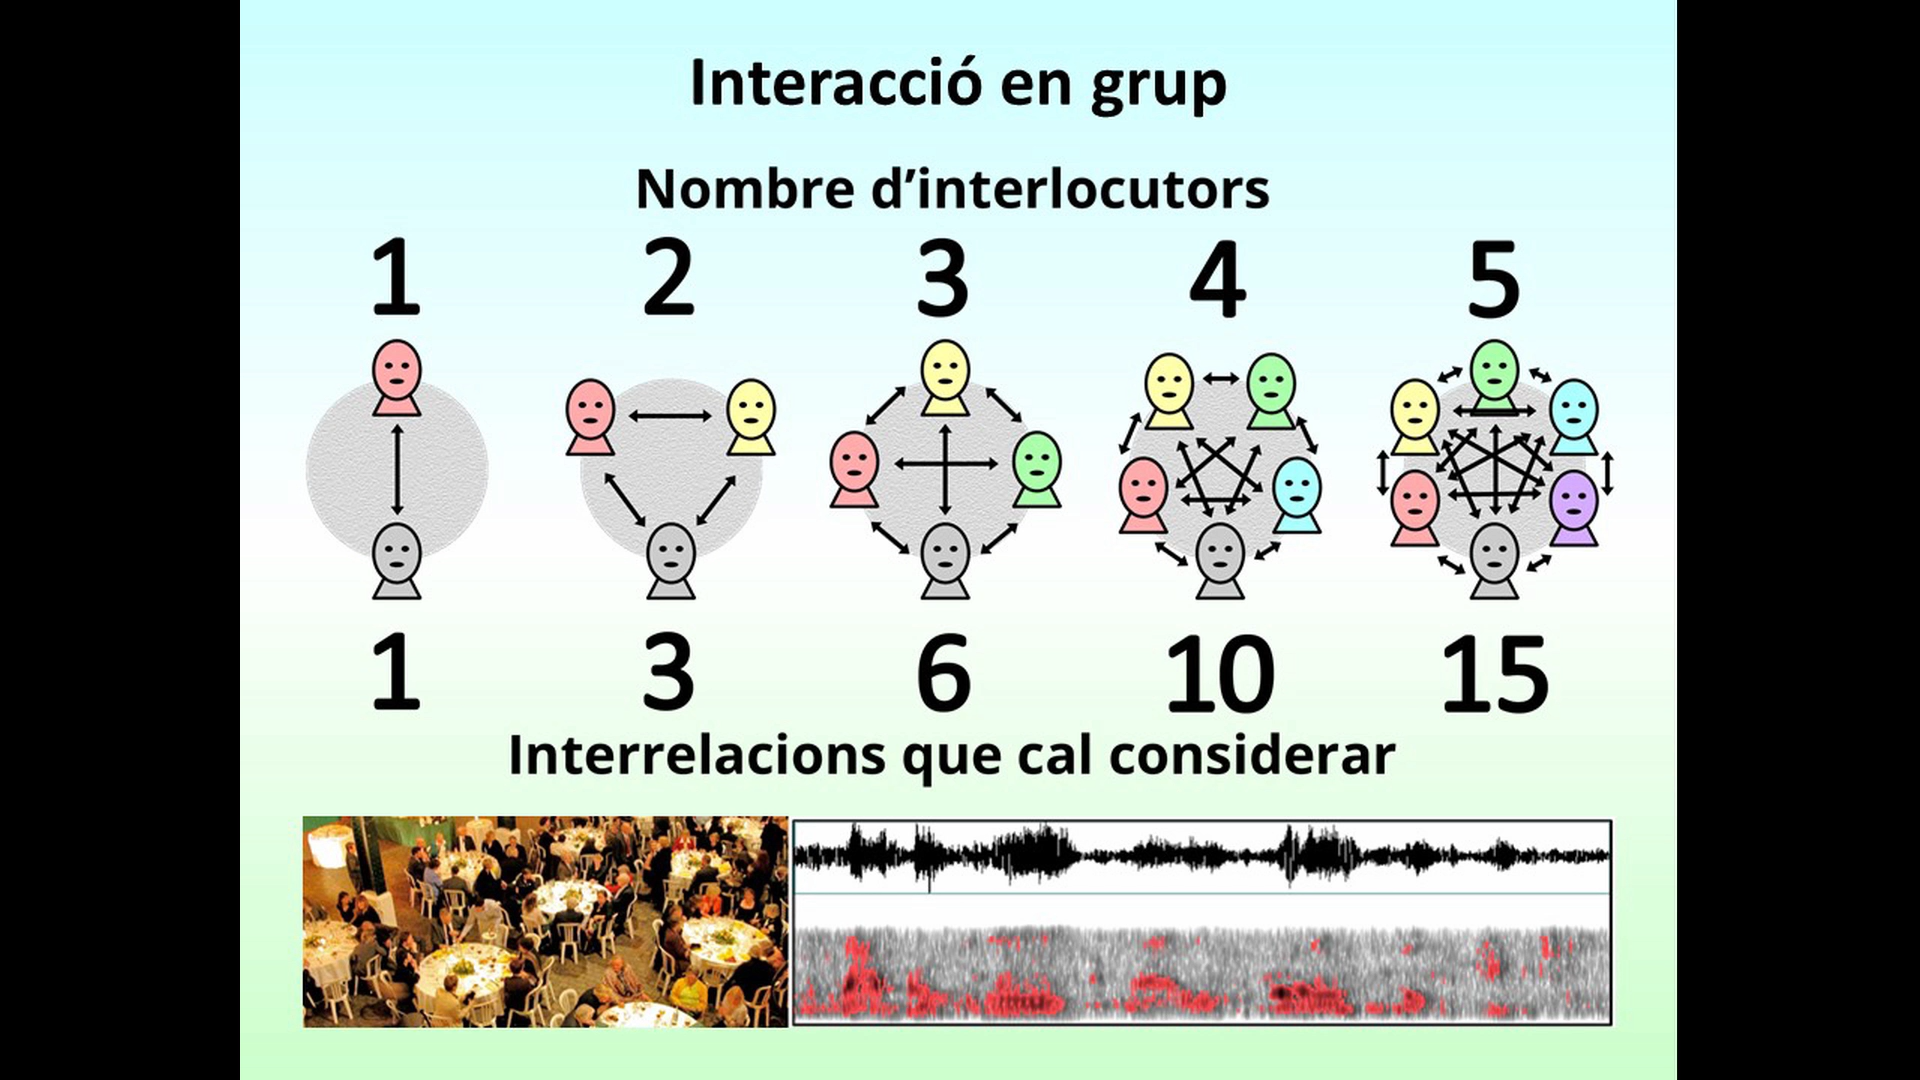 Interacció en grup
Nombre d’interlocutors
1 2 3 4 5
1 3 6 10 15
Interrelacions que cal considerar